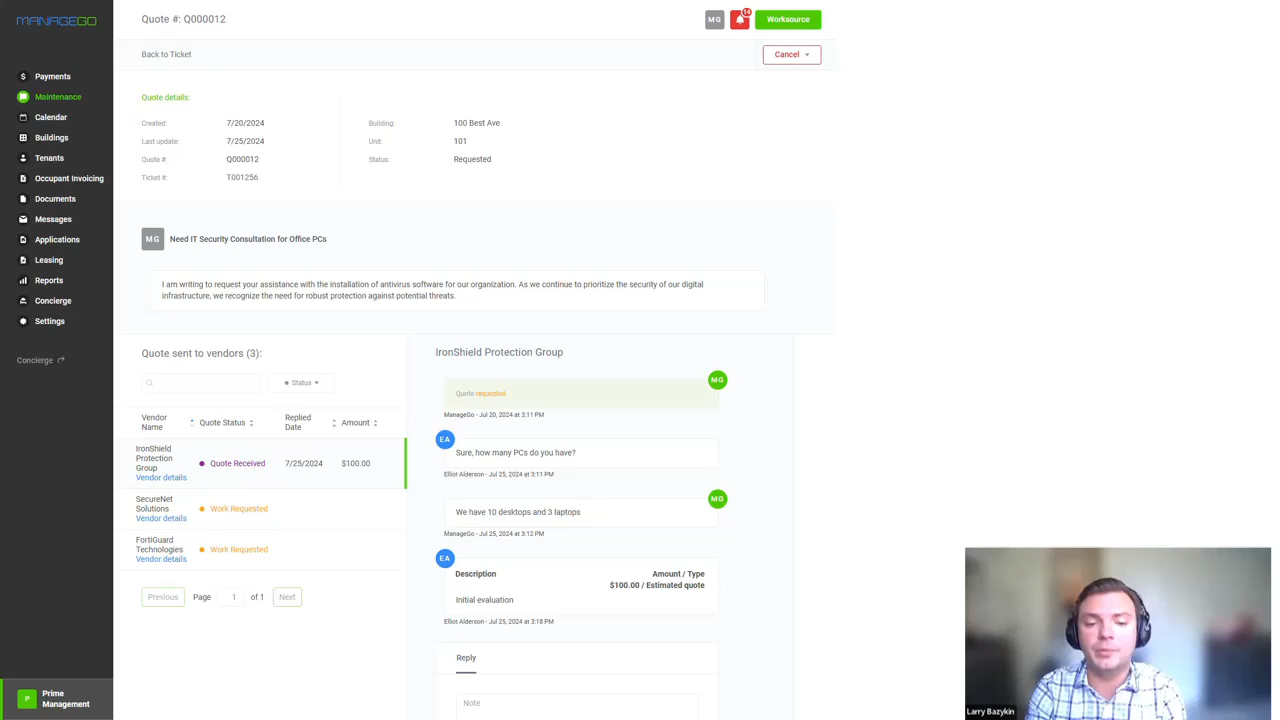 MANAGEGO
Quote #: Q000012
MG
14
Worksource
Back to Ticket
Cancel
Payments
Maintenance
Calendar
Buildings
Tenants
Occupant Invoicing
Documents
Messages
Applications
Leasing
Reports
Concierge
Settings
Concierge
Quote details:
Created: 7/20/2024
Last update: 7/25/2024
Quote #: Q000012
Ticket #: T001256
Building: 100 Best Ave
Unit: 101
Status: Requested
MG Need IT Security Consultation for Office PCs
I am writing to request your assistance with the installation of antivirus software for our organization. As we continue to prioritize the security of our digital
infrastructure, we recognize the need for robust protection against potential threats.
Quote sent to vendors (3):
Status
Vendor Name Quote Status Replied Date Amount
IronShield Protection Group Quote Received 7/25/2024 $100.00
Vendor details
SecureNet Solutions Work Requested
Vendor details
FortiGuard Technologies Work Requested
Vendor details
Previous Page 1 of 1 Next
IronShield Protection Group
MG
Quote requested
ManageGo - Jul 20, 2024 at 3:11 PM
EA
Sure, how many PCs do you have?
Elliot Alderson - Jul 25, 2024 at 3:11 PM
MG
We have 10 desktops and 3 laptops
ManageGo - Jul 25, 2024 at 3:12 PM
EA
Description Amount / Type
$100.00 / Estimated quote
Initial evaluation
Elliot Alderson - Jul 25, 2024 at 3:18 PM
Reply
Note
P Prime
Management
Larry Bazykin